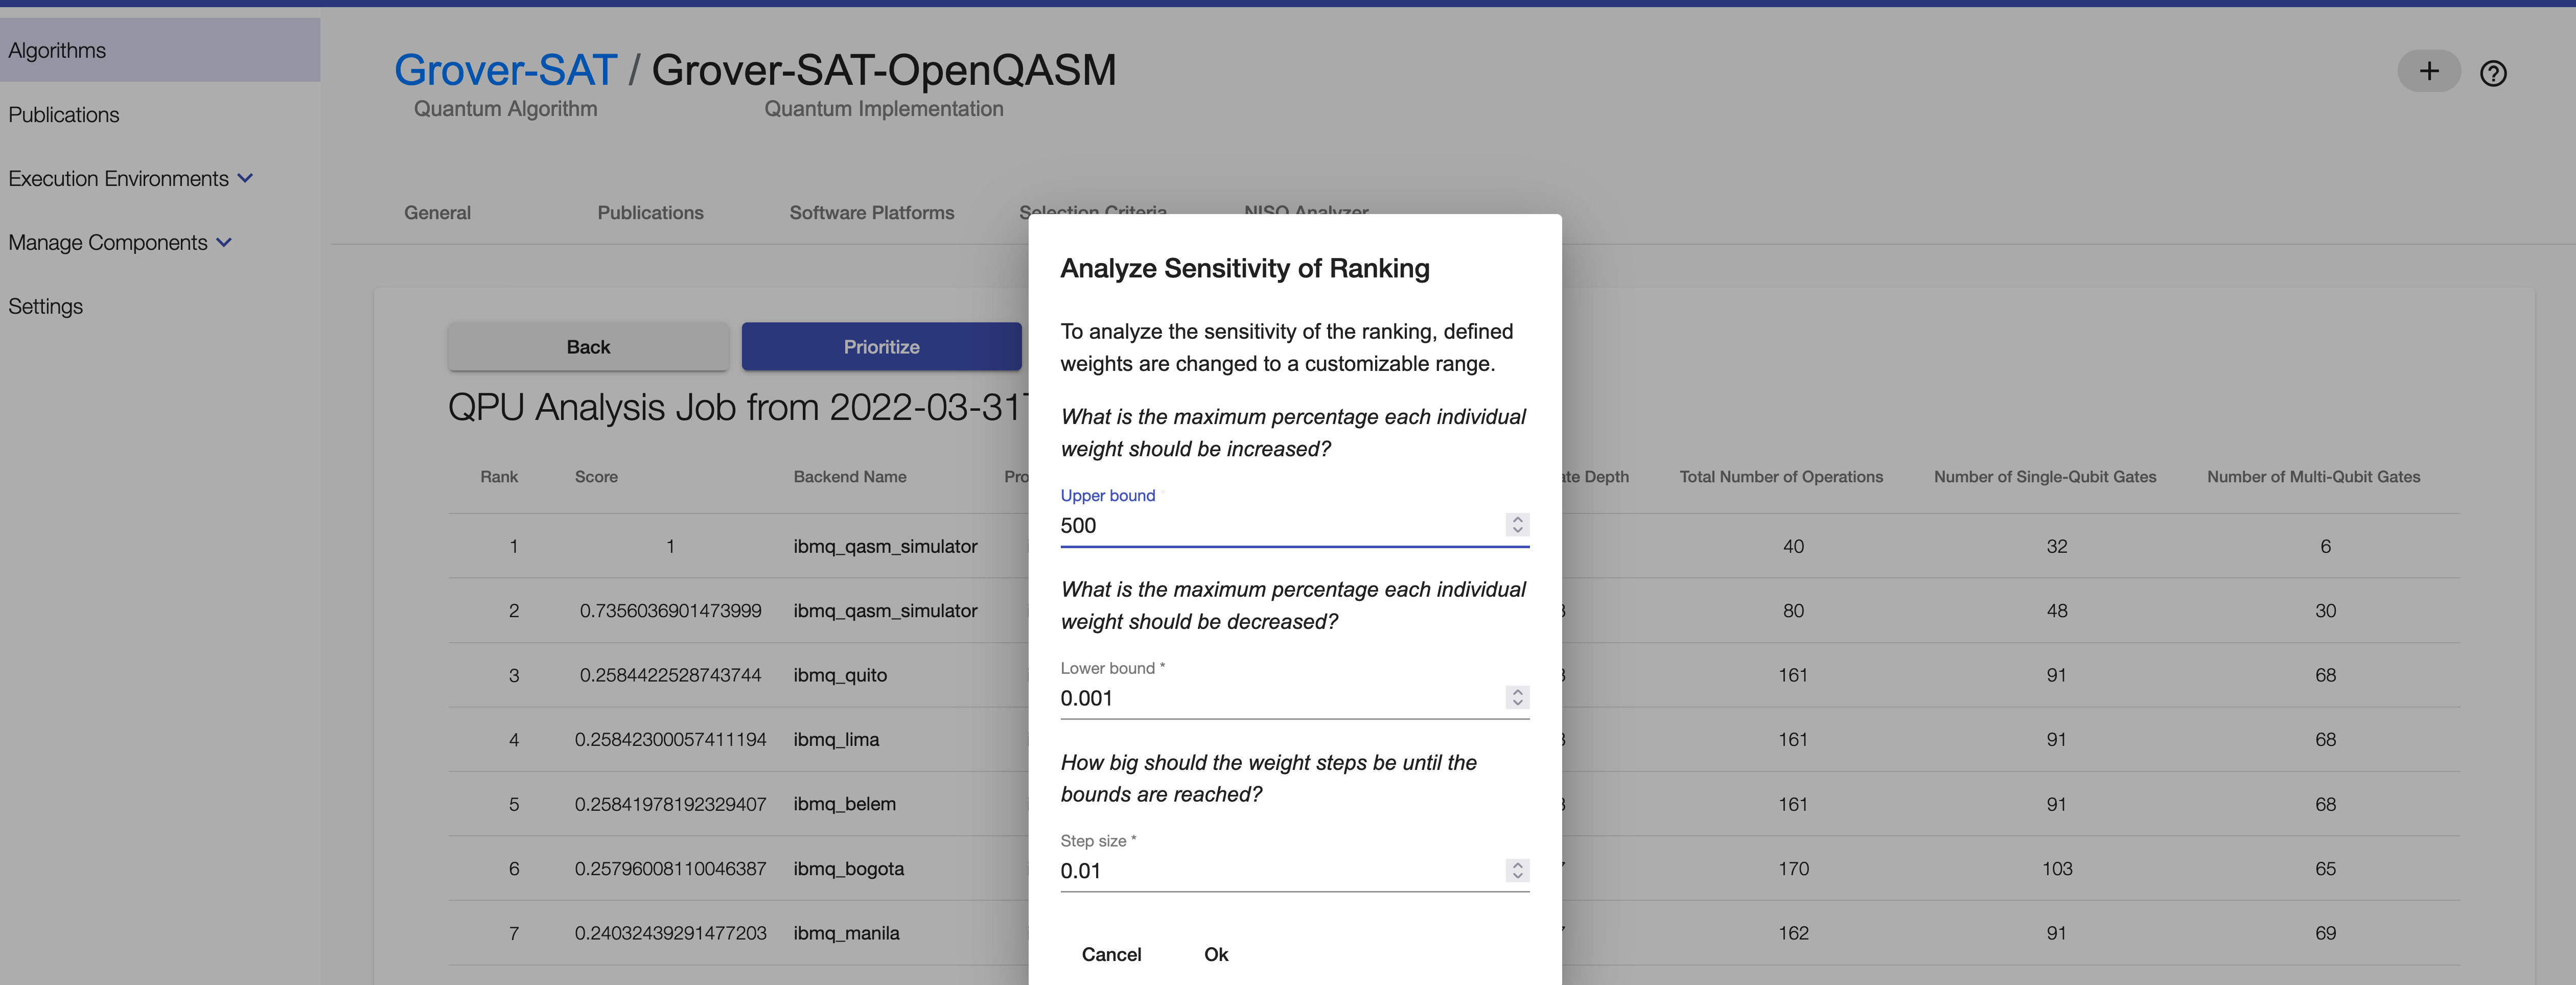 Algorithms
Publications
Execution Environments
Manage Components
Settings
Grover-SAT / Grover-SAT-OpenQASM
Quantum Algorithm Quantum Implementation
General Publications Software Platforms Selection Criteria NISQ Analyzer
Back Prioritize
QPU Analysis Job from 2022-03-31
Rank Score Backend Name Total Number of Operations Number of Single-Qubit Gates Number of Multi-Qubit Gates
1 1 ibmq_qasm_simulator 40 32 6
2 0.7356036901473999 ibmq_qasm_simulator 80 48 30
3 0.2584422528743744 ibmq_quito 161 91 68
4 0.25842300057411194 ibmq_lima 161 91 68
5 0.25841978192329407 ibmq_belem 161 91 68
6 0.25796008110046387 ibmq_bogota 170 103 65
7 0.24032439291477203 ibmq_manila 162 91 69
Analyze Sensitivity of Ranking
To analyze the sensitivity of the ranking, defined
weights are changed to a customizable range.
What is the maximum percentage each individual
weight should be increased?
Upper bound *
500
What is the maximum percentage each individual
weight should be decreased?
Lower bound *
0.001
How big should the weight steps be until the
bounds are reached?
Step size *
0.01
Cancel Ok